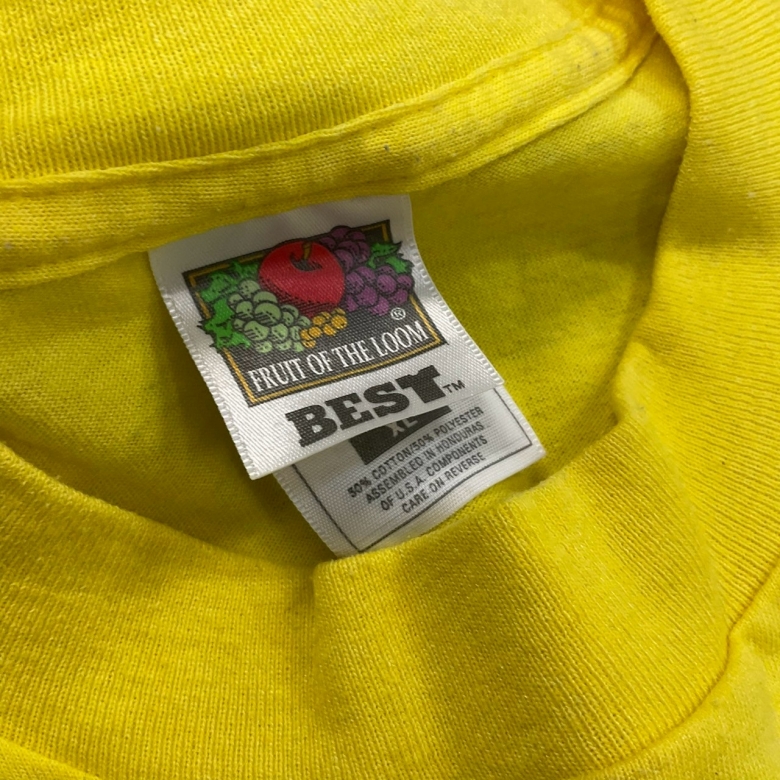 ®
FRUIT OF THE LOOM
BEST™
XL
50% COTTON/50% POLYESTER
ASSEMBLED IN HONDURAS
OF U.S.A. COMPONENTS
CARE ON REVERSE